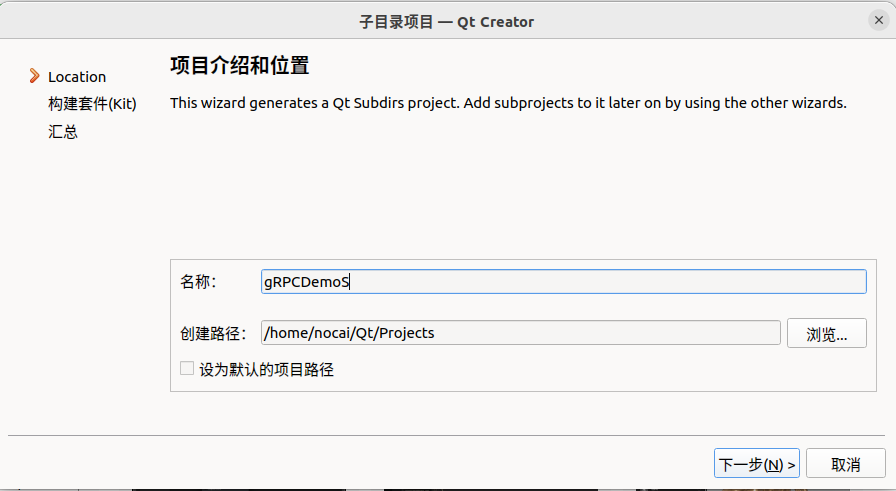 子目录项目 — Qt Creator
Location
构建套件(Kit)
汇总
项目介绍和位置
This wizard generates a Qt Subdirs project. Add subprojects to it later on by using the other wizards.
名称：
gRPCDemoS
创建路径：
/home/nocai/Qt/Projects
浏览...
设为默认的项目路径
下一步(N) >
取消